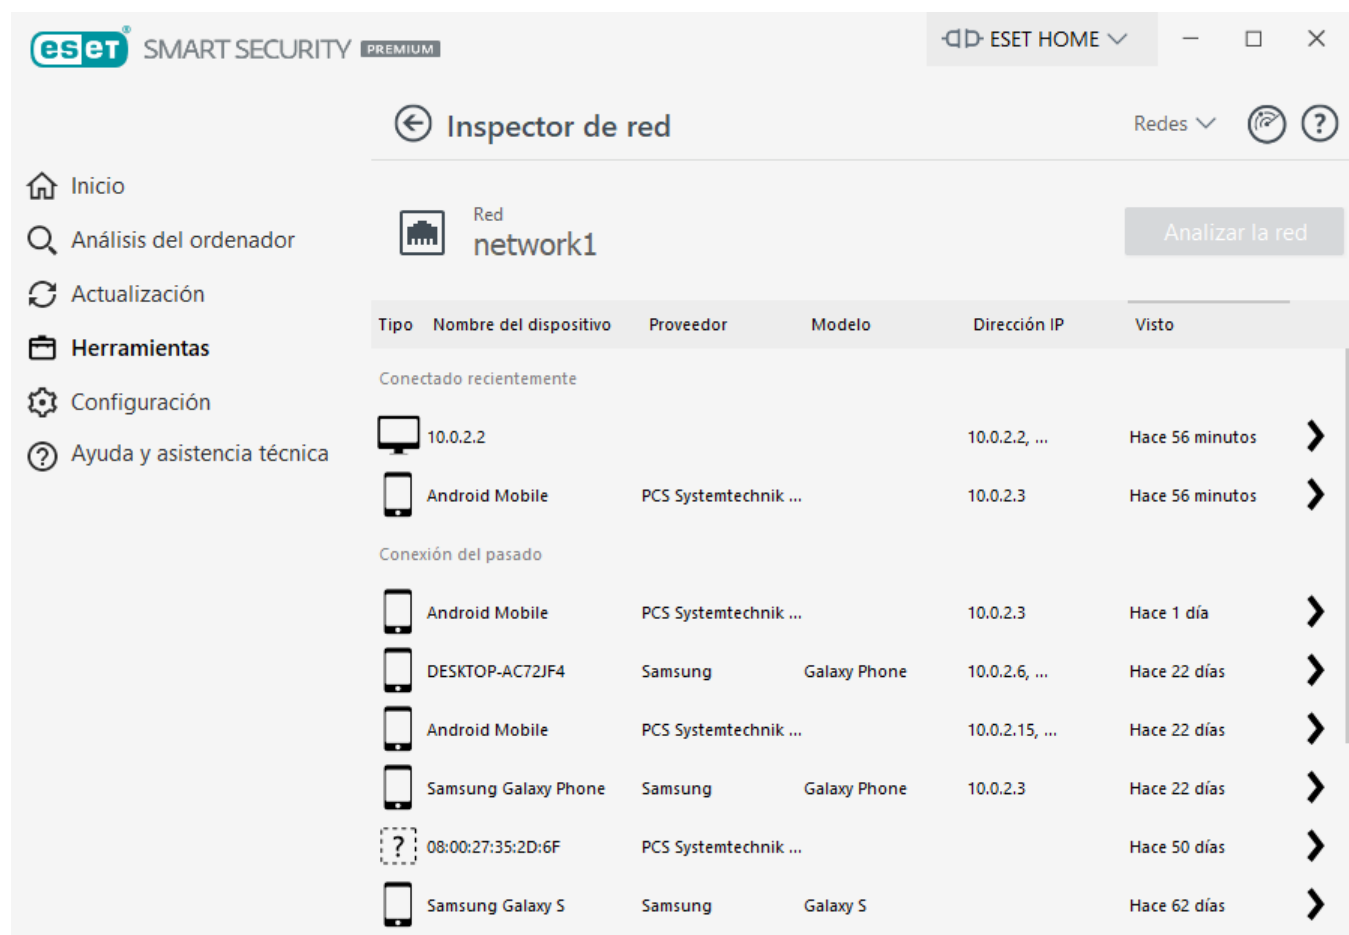 eset® SMART SECURITY PREMIUM
ESET HOME
Inspector de red
Redes
Inicio
Análisis del ordenador
Actualización
Herramientas
Configuración
Ayuda y asistencia técnica
Red
network1
Analizar la red
Tipo Nombre del dispositivo Proveedor Modelo Dirección IP Visto
Conectado recientemente
10.0.2.2 10.0.2.2, ... Hace 56 minutos
Android Mobile PCS Systemtechnik ... 10.0.2.3 Hace 56 minutos
Conexión del pasado
Android Mobile PCS Systemtechnik ... 10.0.2.3 Hace 1 día
DESKTOP-AC72JF4 Samsung Galaxy Phone 10.0.2.6, ... Hace 22 días
Android Mobile PCS Systemtechnik ... 10.0.2.15, ... Hace 22 días
Samsung Galaxy Phone Samsung Galaxy Phone 10.0.2.3 Hace 22 días
? 08:00:27:35:2D:6F PCS Systemtechnik ... Hace 50 días
Samsung Galaxy S Samsung Galaxy S Hace 62 días